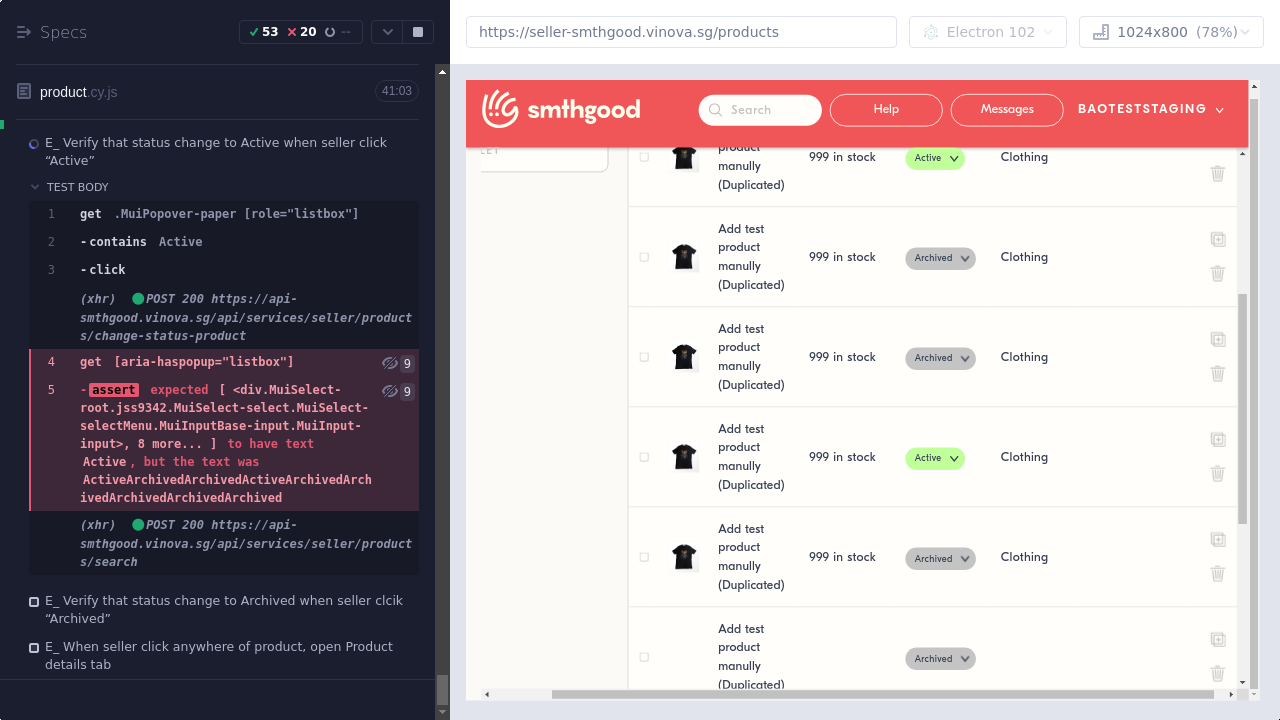 Specs
53
20
--
product.cy.js
41:03
E_ Verify that status change to Active when seller click
“Active”
TEST BODY
1 get .MuiPopover-paper [role="listbox"]
2 -contains Active
3 -click
(xhr) POST 200 https://api-
smthgood.vinova.sg/api/services/seller/product
s/change-status-product
4 get [aria-haspopup="listbox"] 9
5 -assert expected [ <div.MuiSelect- 9
root.jss9342.MuiSelect-select.MuiSelect-
selectMenu.MuiInputBase-input.MuiInput-
input>, 8 more... ] to have text
Active, but the text was
ActiveArchivedArchivedActiveArchivedArch
ivedArchivedArchivedArchived
(xhr) POST 200 https://api-
smthgood.vinova.sg/api/services/seller/product
s/search
E_ Verify that status change to Archived when seller clcik
“Archived”
E_ When seller click anywhere of product, open Product
details tab
https://seller-smthgood.vinova.sg/products
Electron 102
1024x800 (78%)
smthgood
Search
Help
Messages
BAOTESTSTAGING
product
manully
(Duplicated)
999 in stock
Active
Clothing
Add test
product
manully
(Duplicated)
999 in stock
Archived
Clothing
Add test
product
manully
(Duplicated)
999 in stock
Archived
Clothing
Add test
product
manully
(Duplicated)
999 in stock
Active
Clothing
Add test
product
manully
(Duplicated)
999 in stock
Archived
Clothing
Add test
product
manully
(Duplicated)
Archived